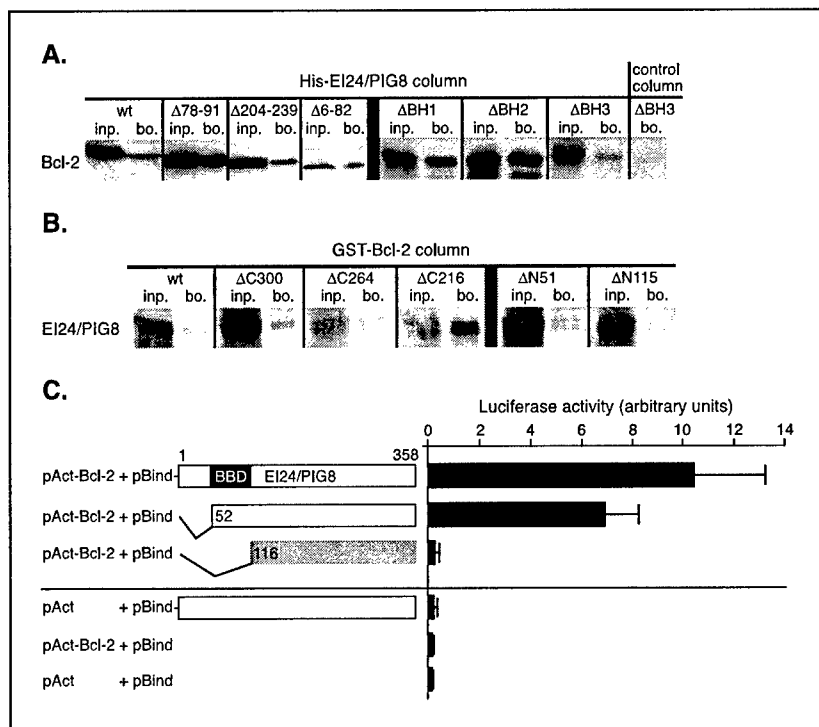 A.
His-EI24/PIG8 column
control column
wt Δ78-91 Δ204-239 Δ6-82 ΔBH1 ΔBH2 ΔBH3 ΔBH3
inp. bo. inp. bo. inp. bo. inp. bo. inp. bo. inp. bo. inp. bo. bo.
Bcl-2
B.
GST-Bcl-2 column
wt ΔC300 ΔC264 ΔC216 ΔN51 ΔN115
inp. bo. inp. bo. inp. bo. inp. bo. inp. bo. inp. bo.
EI24/PIG8
C.
Luciferase activity (arbitrary units)
0 2 4 6 8 10 12 14
1 358
pAct-Bcl-2 + pBind- BBD EI24/PIG8
pAct-Bcl-2 + pBind 52
pAct-Bcl-2 + pBind 116
pAct + pBind-
pAct-Bcl-2 + pBind
pAct + pBind